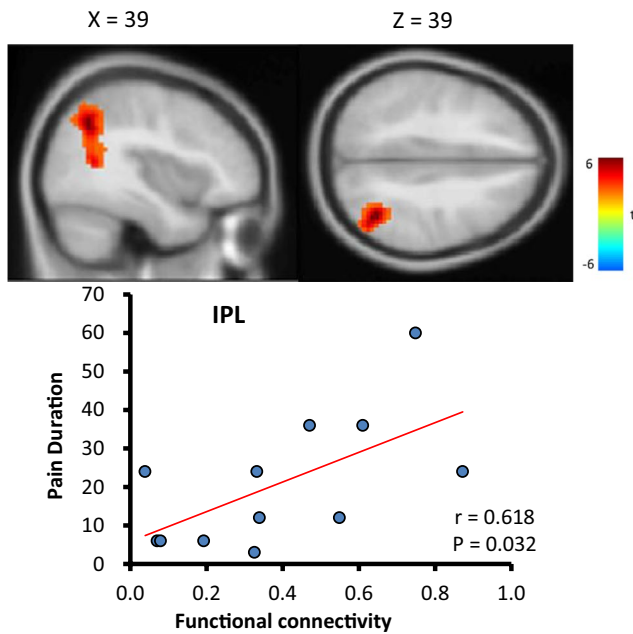 X = 39
Z = 39
6
t
-6
IPL
70
60
50
40
30
20
10
0
Pain Duration
r = 0.618
P = 0.032
0.0 0.2 0.4 0.6 0.8 1.0
Functional connectivity